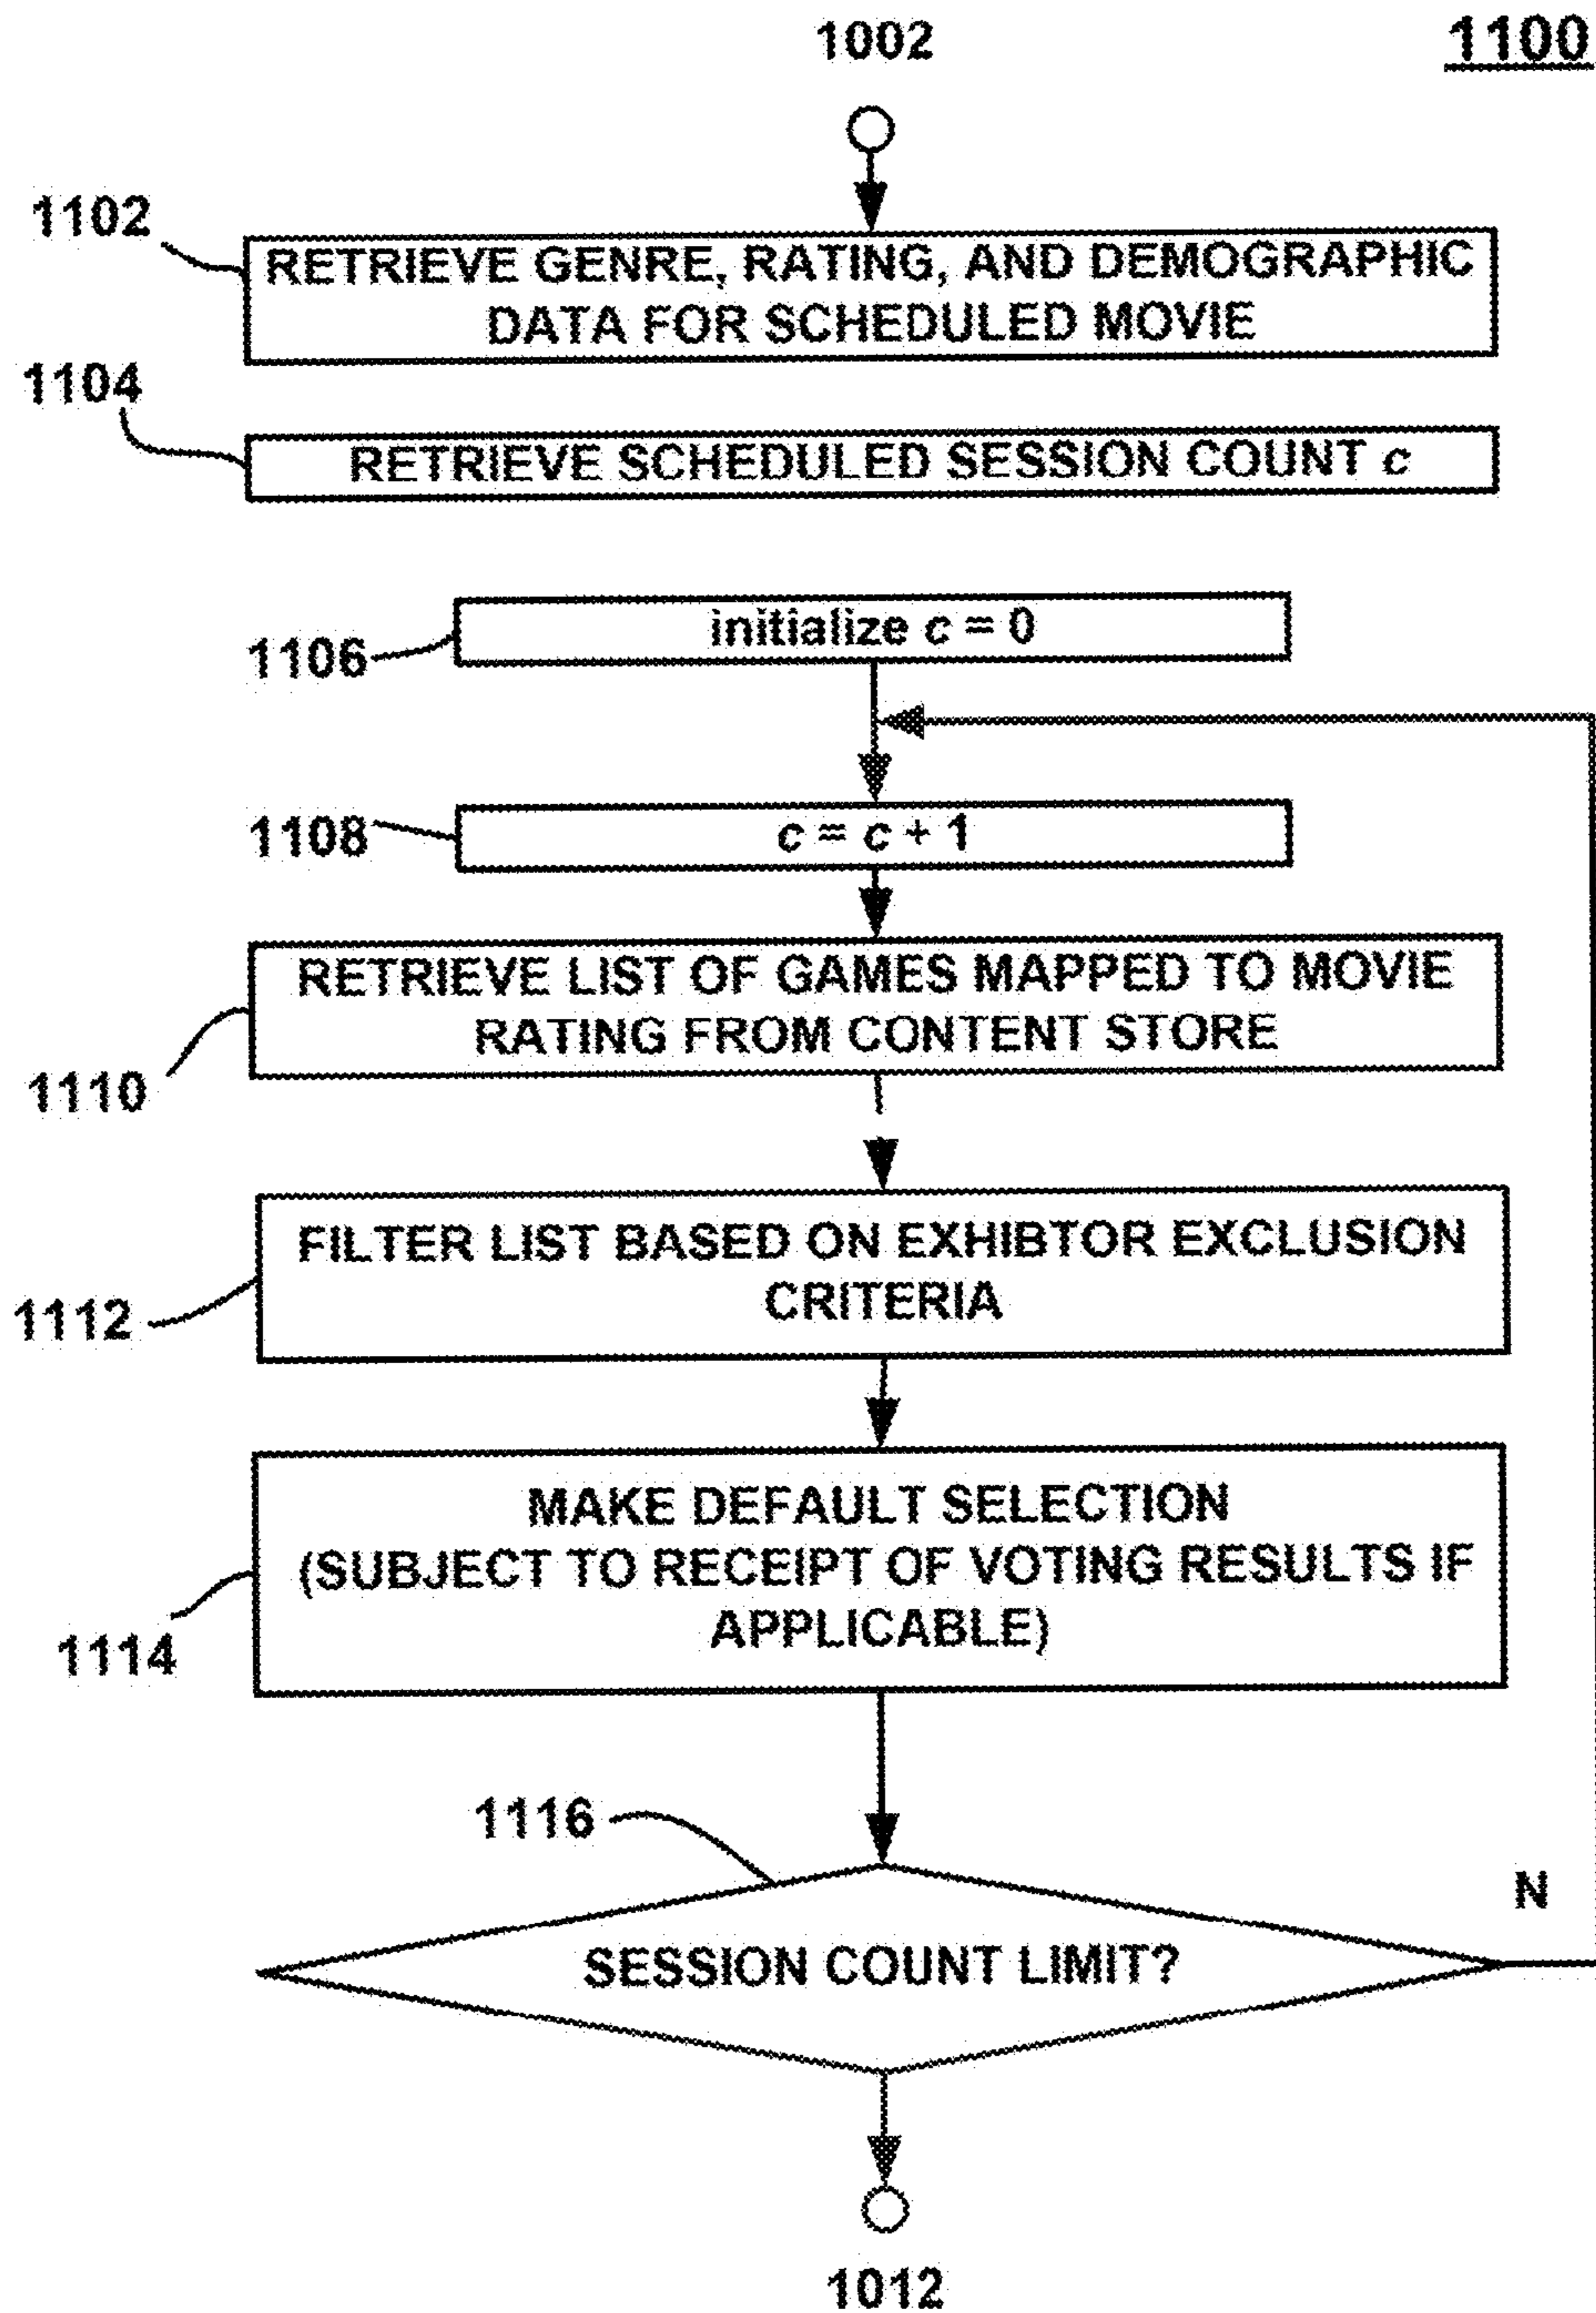 1002
1100
1102
RETRIEVE GENRE, RATING, AND DEMOGRAPHIC
DATA FOR SCHEDULED MOVIE
1104
RETRIEVE SCHEDULED SESSION COUNT c
initialize c = 0
1106
1108
c = c + 1
RETRIEVE LIST OF GAMES MAPPED TO MOVIE
RATING FROM CONTENT STORE
1110
FILTER LIST BASED ON EXHIBTOR EXCLUSION
CRITERIA
1112
MAKE DEFAULT SELECTION
(SUBJECT TO RECEIPT OF VOTING RESULTS IF
APPLICABLE)
1114
1116
N
SESSION COUNT LIMIT?
1012